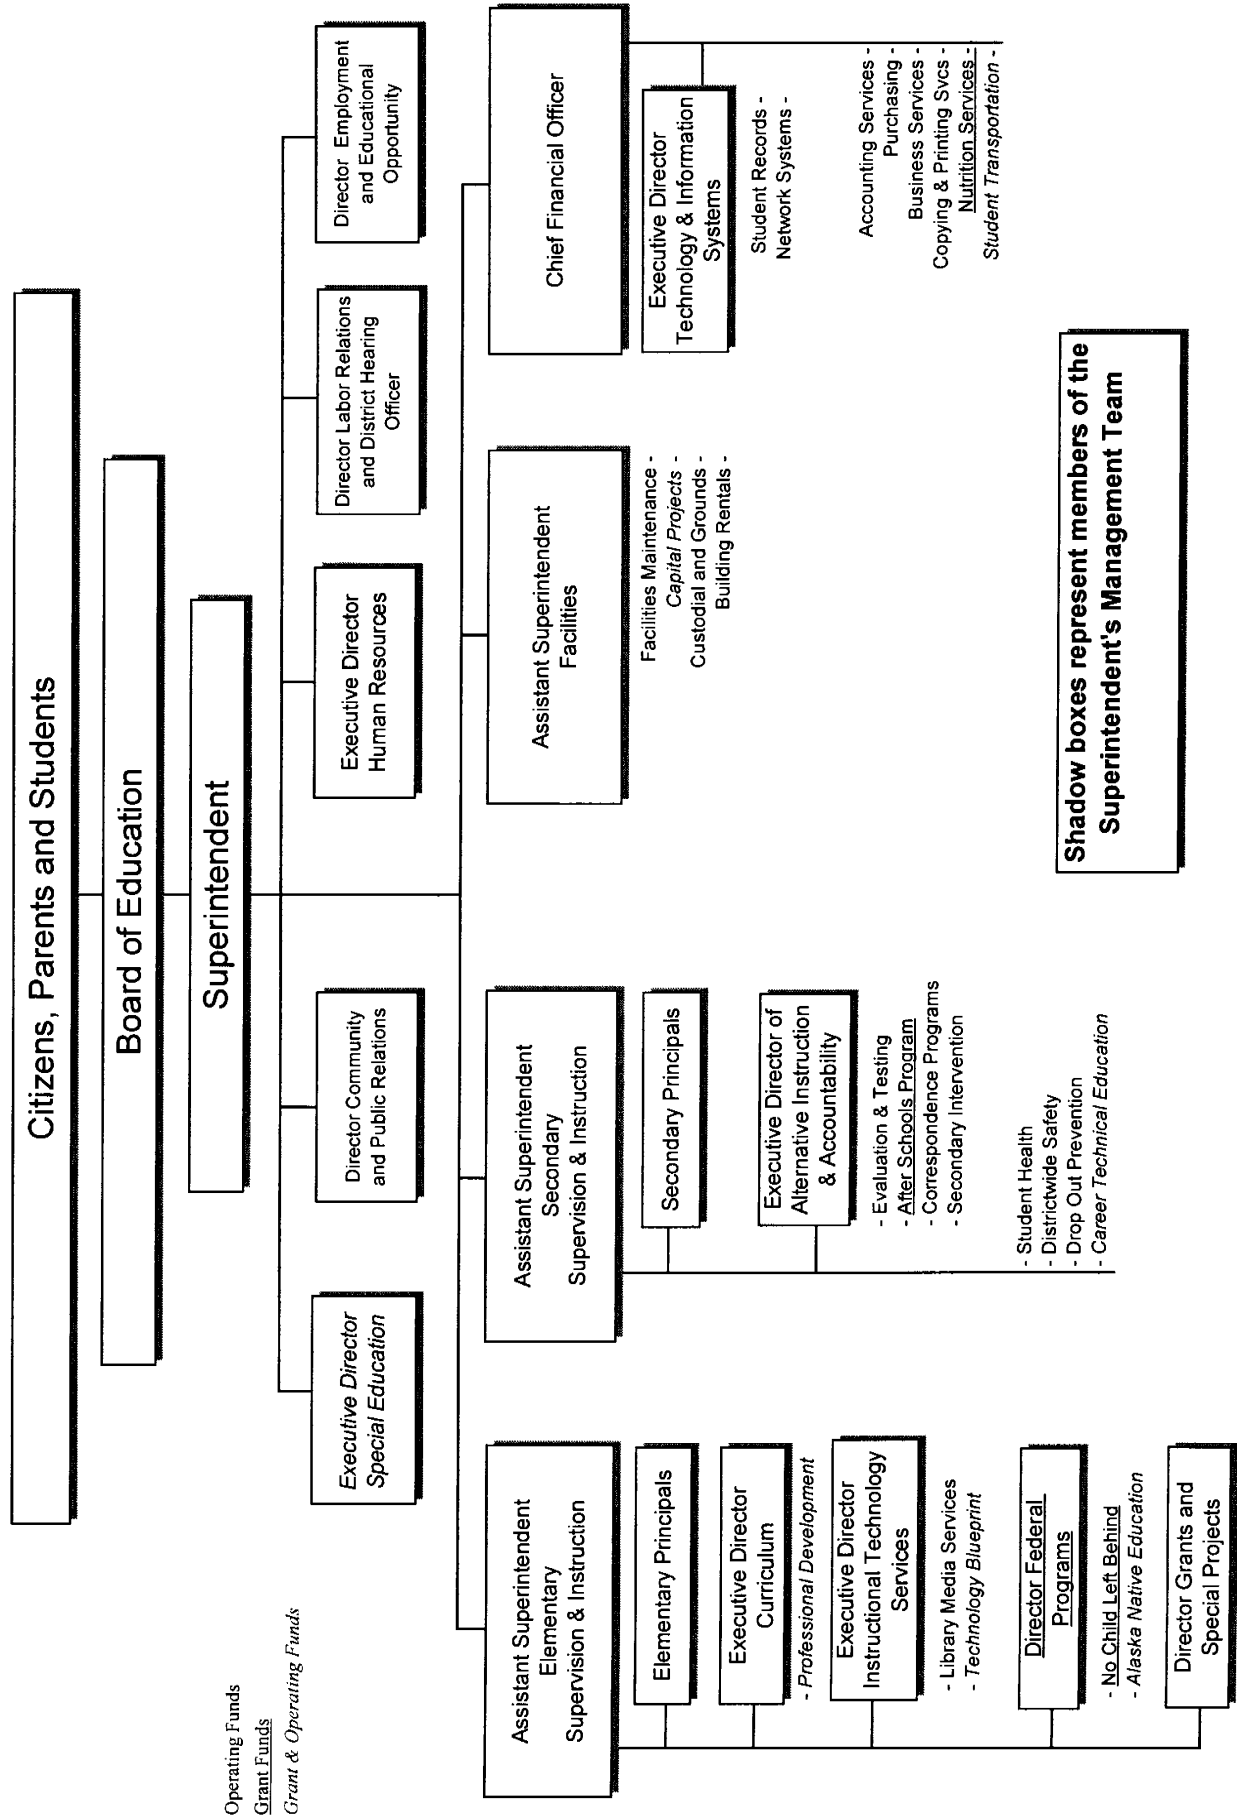 Operating Funds
Grant Funds
Grant & Operating Funds
Citizens, Parents and Students
Board of Education
Superintendent
Executive Director
Special Education
Director Community
and Public Relations
Executive Director
Human Resources
Director Labor Relations
and District Hearing
Officer
Director Employment
and Educational
Opportunity
Assistant Superintendent
Elementary
Supervision & Instruction
Elementary Principals
Executive Director
Curriculum
- Professional Development
Executive Director
Instructional Technology
Services
- Library Media Services
- Technology Blueprint
Director Federal
Programs
- No Child Left Behind
- Alaska Native Education
Director Grants and
Special Projects
Assistant Superintendent
Secondary
Supervision & Instruction
Secondary Principals
Executive Director of
Alternative Instruction
& Accountability
- Evaluation & Testing
- After Schools Program
- Correspondence Programs
- Secondary Intervention
- Student Health
- Districtwide Safety
- Drop Out Prevention
- Career Technical Education
Assistant Superintendent
Facilities
Facilities Maintenance -
Capital Projects -
Custodial and Grounds -
Building Rentals -
Chief Financial Officer
Executive Director
Technology & Information
Systems
Student Records -
Network Systems -
Accounting Services -
Purchasing -
Business Services -
Copying & Printing Svcs -
Nutrition Services -
Student Transportation -
Shadow boxes represent members of the
Superintendent's Management Team